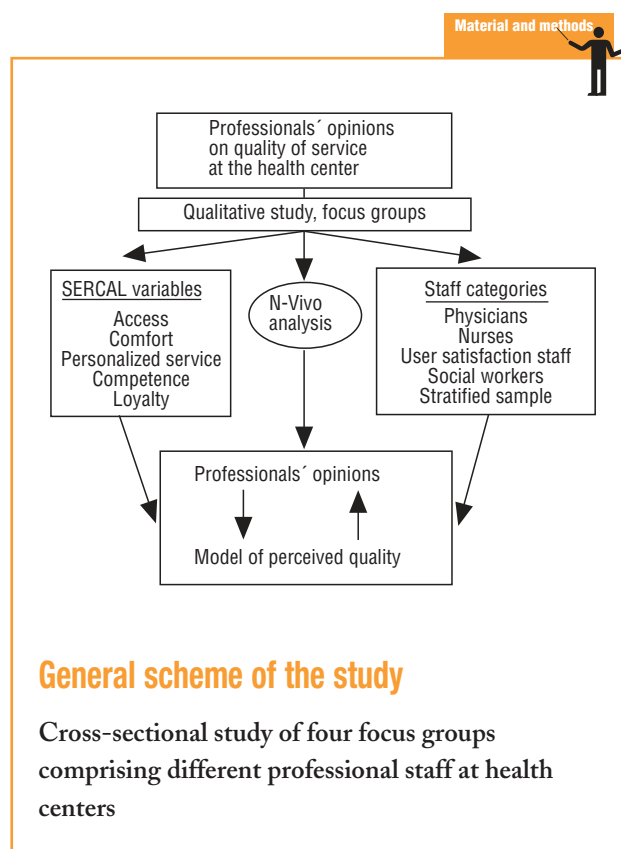 Material and methods
Professionals´ opinions
on quality of service
at the health center
Qualitative study, focus groups
SERCAL variables
Access
Comfort
Personalized service
Competence
Loyalty
N-Vivo
analysis
Staff categories
Physicians
Nurses
User satisfaction staff
Social workers
Stratified sample
Professionals´ opinions
Model of perceived quality
General scheme of the study
Cross-sectional study of four focus groups
comprising different professional staff at health
centers